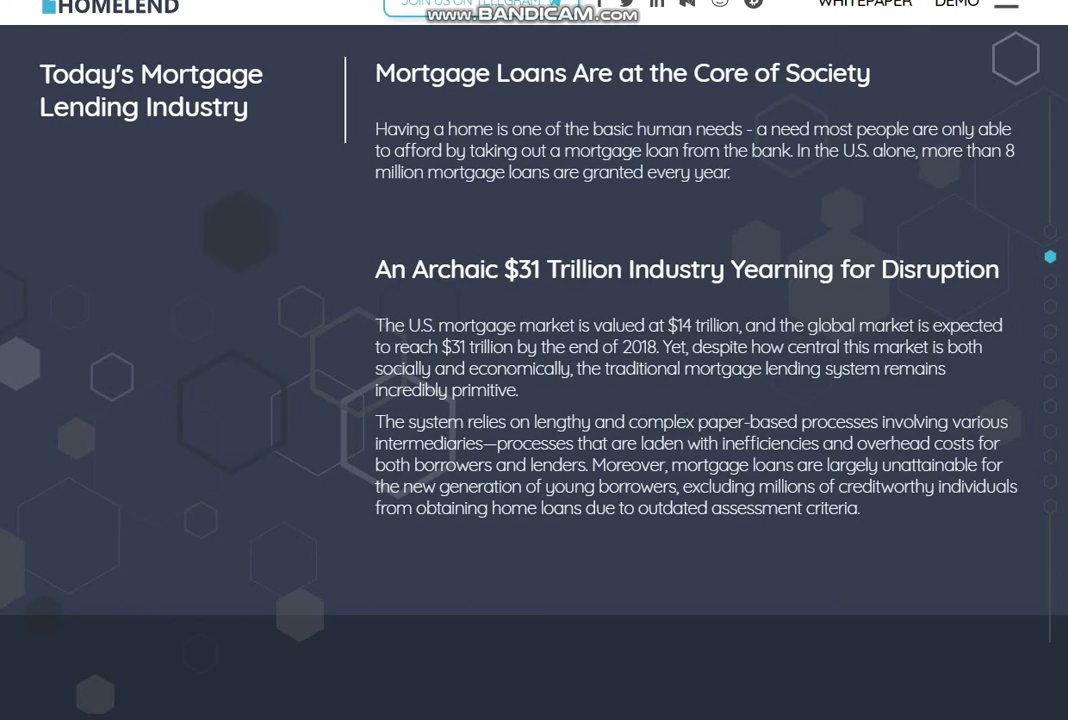 HOMELEND
JOIN US ON TELEGRAM
WHITEPAPER
DEMO
www.BANDICAM.com
Today's Mortgage
Lending Industry
Mortgage Loans Are at the Core of Society
Having a home is one of the basic human needs - a need most people are only able
to afford by taking out a mortgage loan from the bank. In the U.S. alone, more than 8
million mortgage loans are granted every year.
An Archaic $31 Trillion Industry Yearning for Disruption
The U.S. mortgage market is valued at $14 trillion, and the global market is expected
to reach $31 trillion by the end of 2018. Yet, despite how central this market is both
socially and economically, the traditional mortgage lending system remains
incredibly primitive.
The system relies on lengthy and complex paper-based processes involving various
intermediaries—processes that are laden with inefficiencies and overhead costs for
both borrowers and lenders. Moreover, mortgage loans are largely unattainable for
the new generation of young borrowers, excluding millions of creditworthy individuals
from obtaining home loans due to outdated assessment criteria.